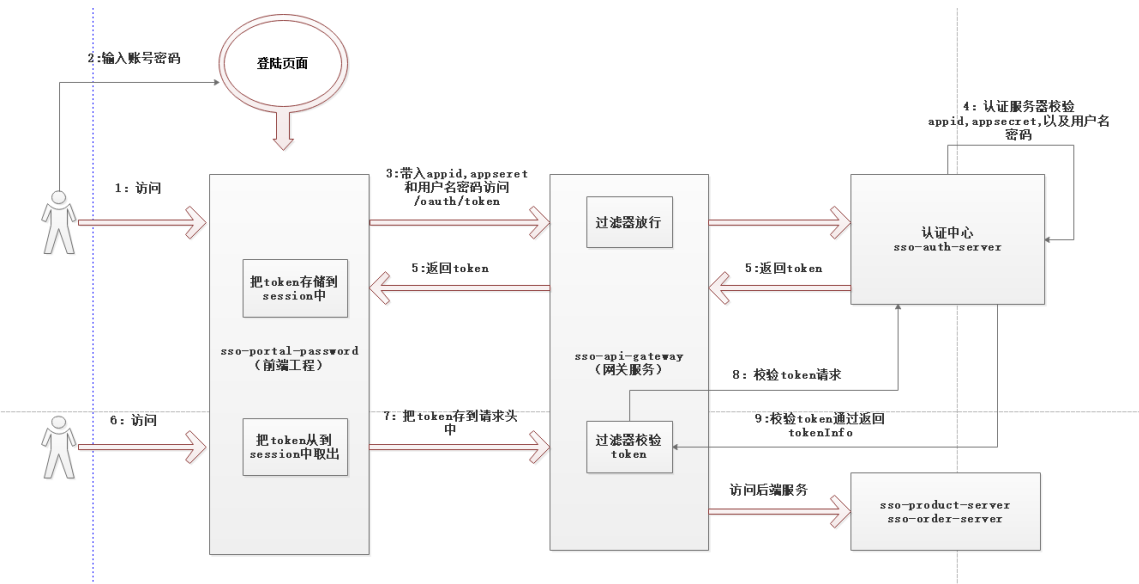 2:输入账号密码
登陆页面
4：认证服务器校验
appid,appsecret,以及用户名
密码
1：访问
3:带入appid,appseret
和用户名密码访问
/oauth/token
过滤器放行
认证中心
sso-auth-server
把token存储到
session中
5:返回token
5:返回token
sso-portal-password
（前端工程）
sso-api-gateway
（网关服务）
8：校验token请求
6：访问
把token从到
session中取出
7：把token存到请求头
中
过滤器校验
token
9:校验token通过返回
tokenInfo
访问后端服务
sso-product-server
sso-order-server